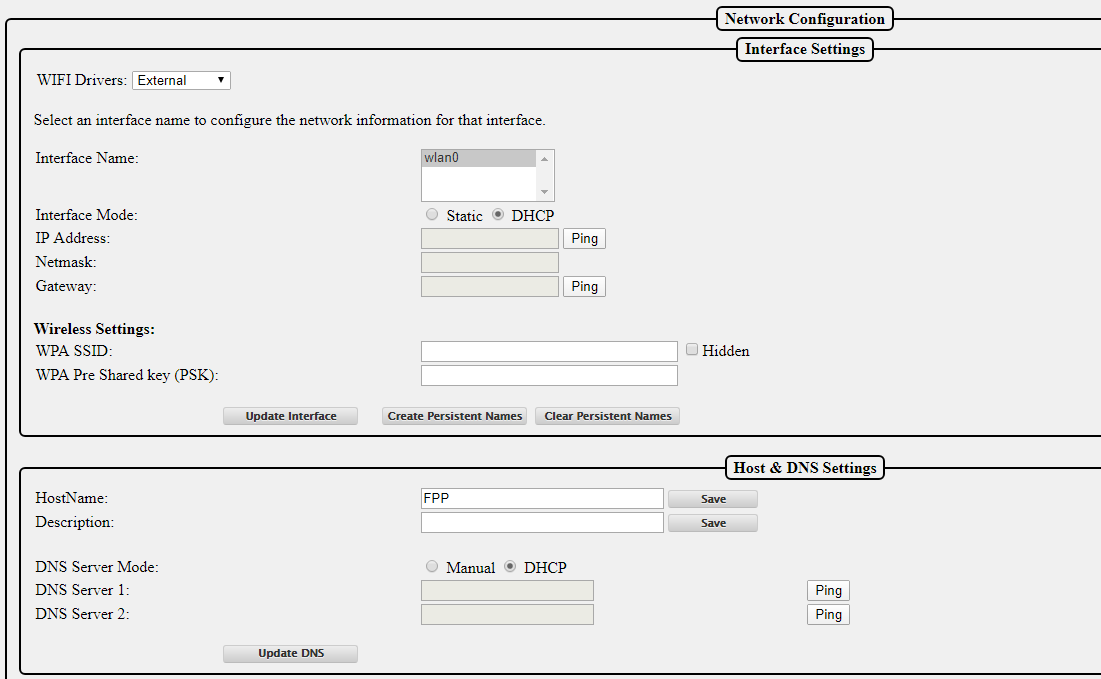 Network Configuration
Interface Settings
WIFI Drivers: External
Select an interface name to configure the network information for that interface.
Interface Name: wlan0
Interface Mode: Static DHCP
IP Address: Ping
Netmask:
Gateway: Ping
Wireless Settings:
WPA SSID: Hidden
WPA Pre Shared key (PSK):
Update Interface Create Persistent Names Clear Persistent Names
Host & DNS Settings
HostName: FPP Save
Description: Save
DNS Server Mode: Manual DHCP
DNS Server 1: Ping
DNS Server 2: Ping
Update DNS